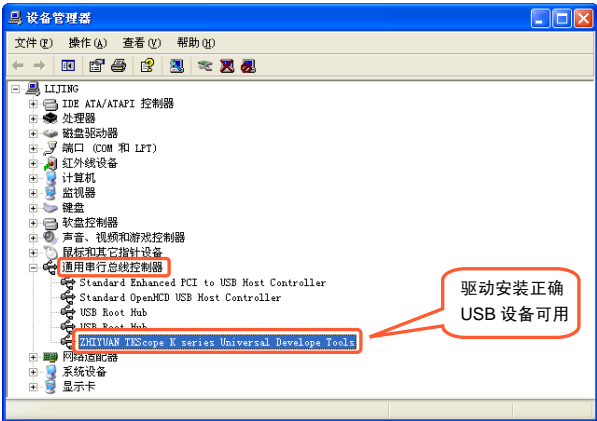 设备管理器
文件(F) 操作(A) 查看(V) 帮助(H)
LIJING
IDE ATA/ATAPI 控制器
处理器
磁盘驱动器
端口 (COM 和 LPT)
红外线设备
计算机
监视器
键盘
软盘控制器
声音、视频和游戏控制器
鼠标和其它指针设备
通用串行总线控制器
Standard Enhanced PCI to USB Host Controller
Standard OpenHCD USB Host Controller
USB Root Hub
USB Root Hub
ZHIYUAN TKScope K series Universal Develope Tools
网络适配器
系统设备
显示卡
驱动安装正确
USB 设备可用